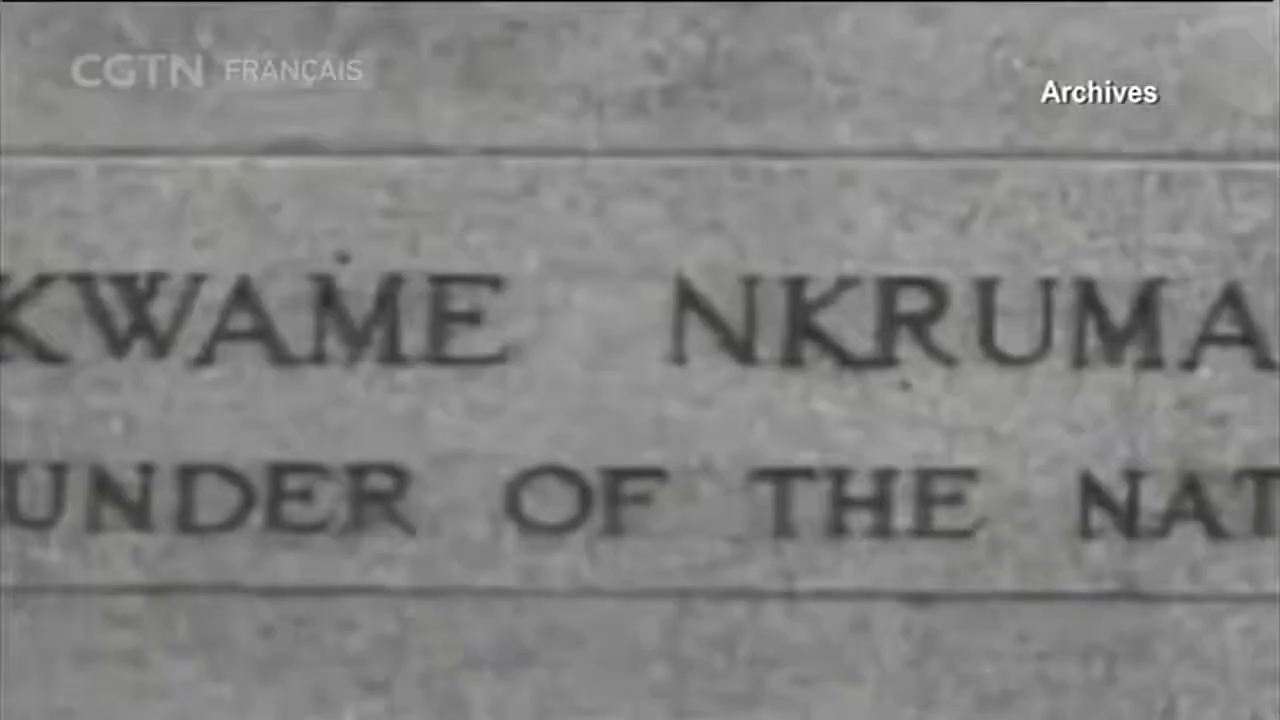 CGTN FRANÇAIS
Archives
KWAME NKRUMA
UNDER OF THE NAT